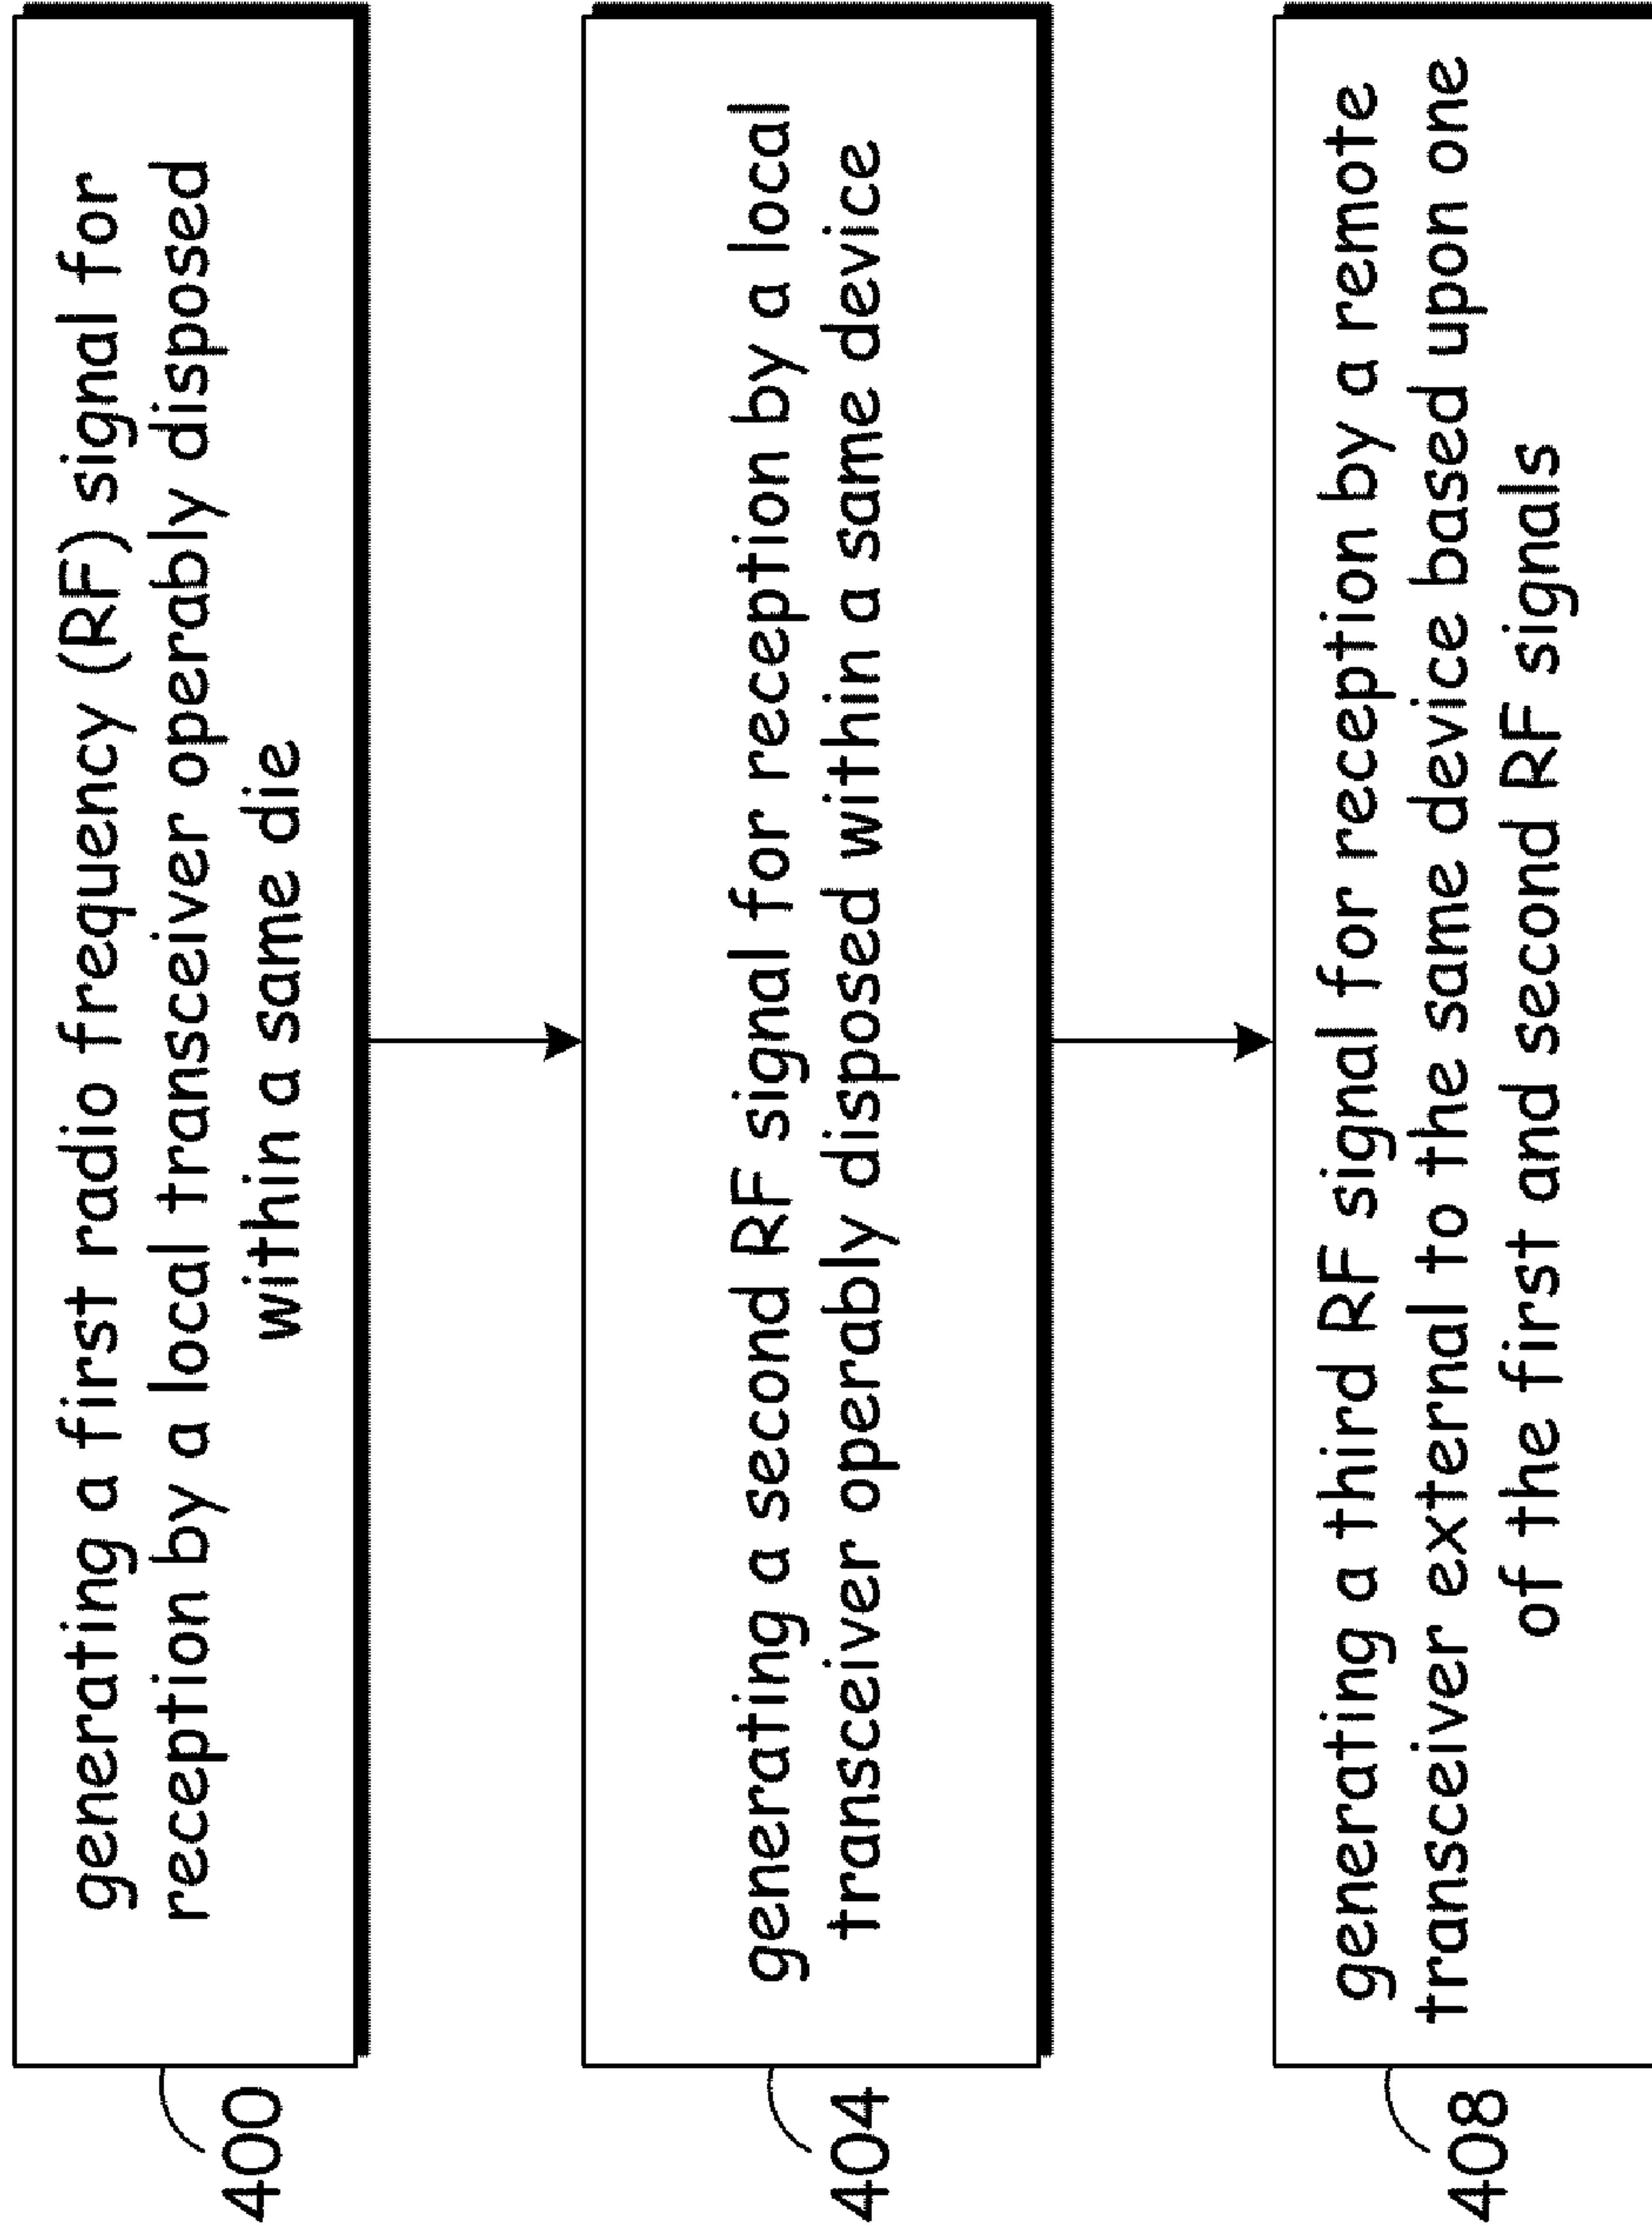 generating a first radio frequency (RF) signal for
reception by a local transceiver operably disposed
within a same die
400
generating a second RF signal for reception by a local
transceiver operably disposed within a same device
404
generating a third RF signal for reception by a remote
transceiver external to the same device based upon one
of the first and second RF signals
408